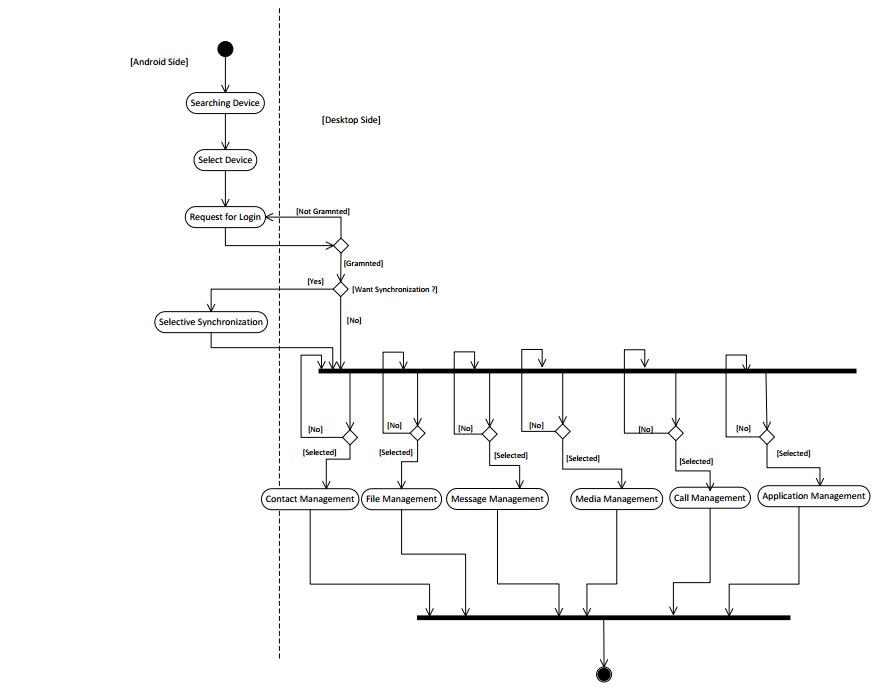 [Android Side]
Searching Device
[Desktop Side]
Select Device
[Not Gramnted]
Request for Login
[Gramnted]
[Yes]
[Want Synchronization ?]
Selective Synchronization
[No]
[No]
[No]
[No]
[No]
[No]
[No]
[Selected]
[Selected]
[Selected]
[Selected]
[Selected]
[Selected]
Contact Management
File Management
Message Management
Media Management
Call Management
Application Management